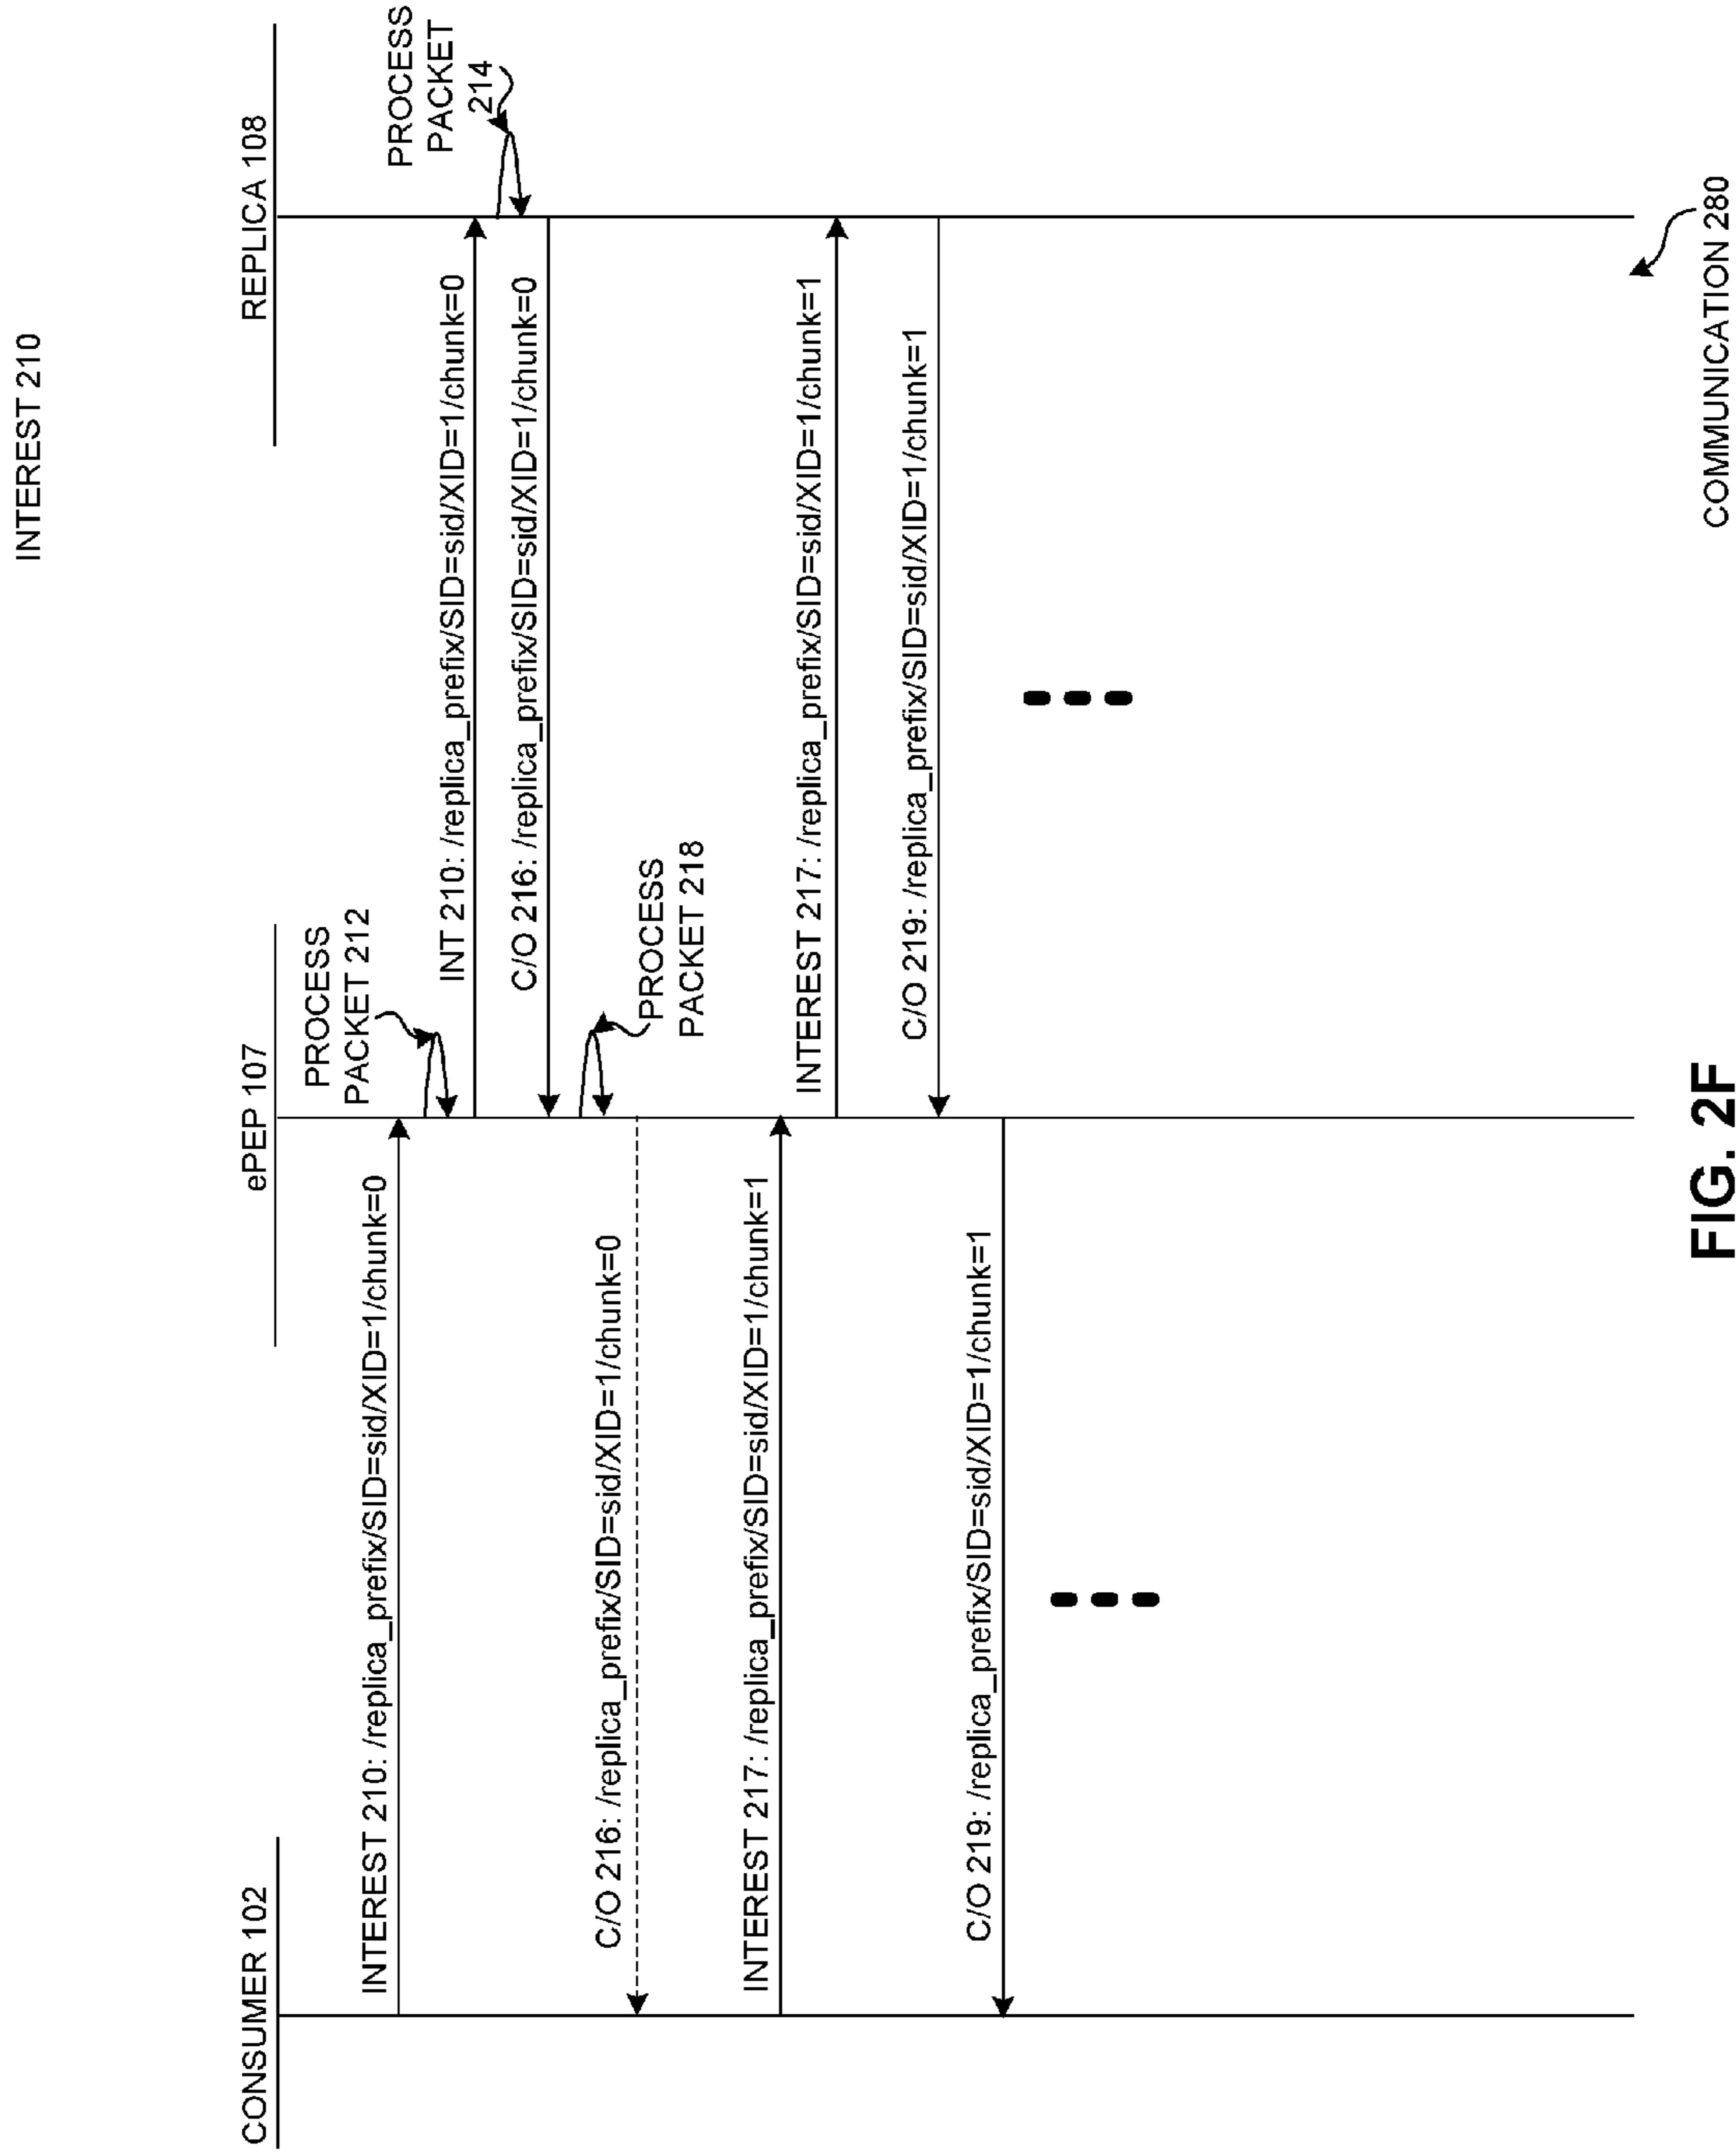 INTEREST 210
CONSUMER 102
ePEP 107
REPLICA 108
INTEREST 210: /replica_prefix/SID=sid/XID=1/chunk=0
PROCESS
PACKET 212
INT 210: /replica_prefix/SID=sid/XID=1/chunk=0
PROCESS
PACKET
214
C/O 216: /replica_prefix/SID=sid/XID=1/chunk=0
PROCESS
PACKET 218
C/O 216: /replica_prefix/SID=sid/XID=1/chunk=0
INTEREST 217: /replica_prefix/SID=sid/XID=1/chunk=1
INTEREST 217: /replica_prefix/SID=sid/XID=1/chunk=1
C/O 219: /replica_prefix/SID=sid/XID=1/chunk=1
C/O 219: /replica_prefix/SID=sid/XID=1/chunk=1
COMMUNICATION 280
FIG. 2F